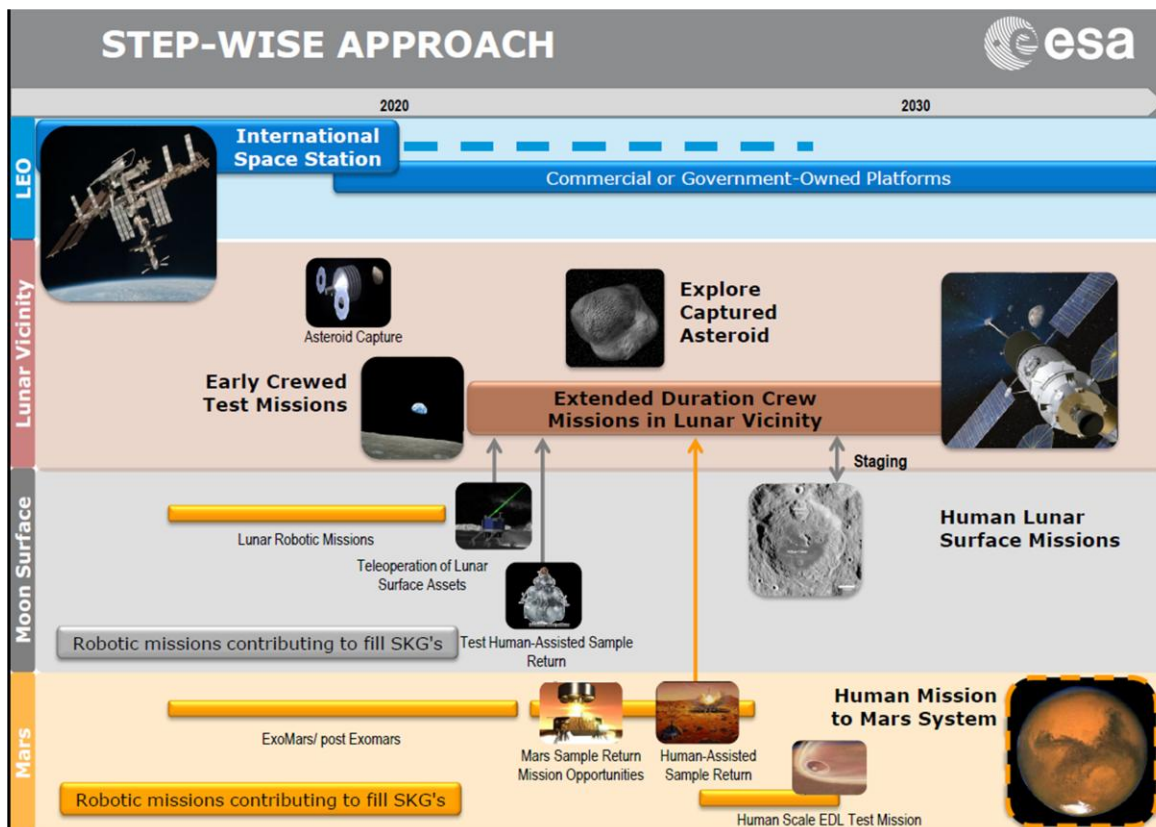 STEP-WISE APPROACH
esa
2020
2030
LEO
International
Space Station
Commercial or Government-Owned Platforms
Lunar Vicinity
Asteroid Capture
Explore
Captured
Asteroid
Early Crewed
Test Missions
Extended Duration Crew
Missions in Lunar Vicinity
Staging
Moon Surface
Lunar Robotic Missions
Teleoperation of Lunar
Surface Assets
Human Lunar
Surface Missions
Robotic missions contributing to fill SKG's
Test Human-Assisted Sample
Return
Mars
ExoMars/ post Exomars
Mars Sample Return
Mission Opportunities
Human-Assisted
Sample Return
Human Mission
to Mars System
Robotic missions contributing to fill SKG's
Human Scale EDL Test Mission